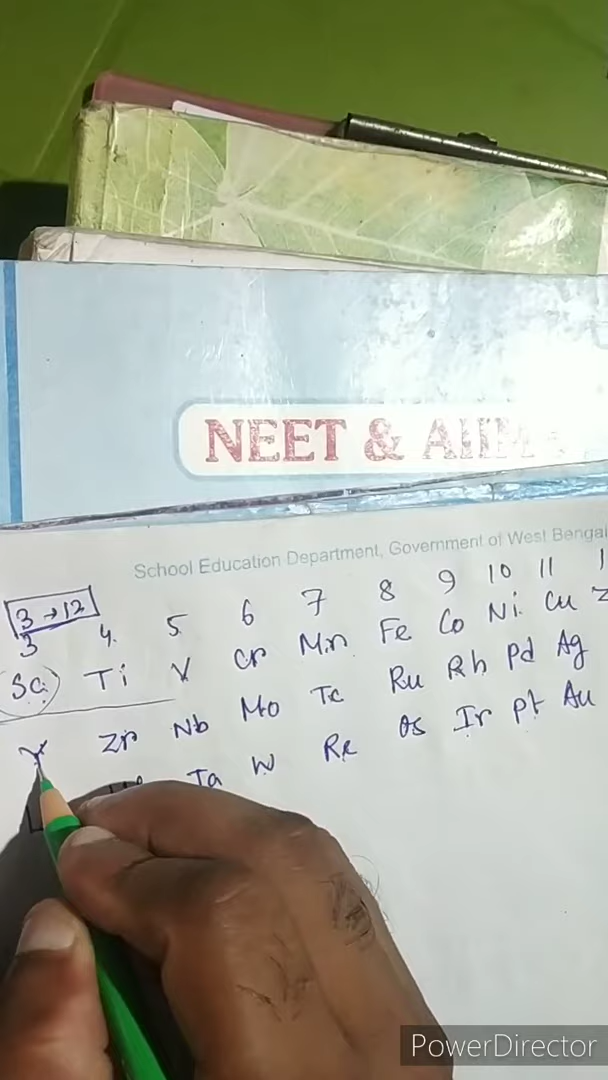 NEET & AIIMS
School Education Department, Government of West Bengal
3→12
3 4. 5 6 7 8 9 10 11 1
Sc Ti V Cr Mn Fe Co Ni Cu Z
Y Zr Nb Mo Tc Ru Rh Pd Ag
Ta W Re Os Ir Pt Au
PowerDirector